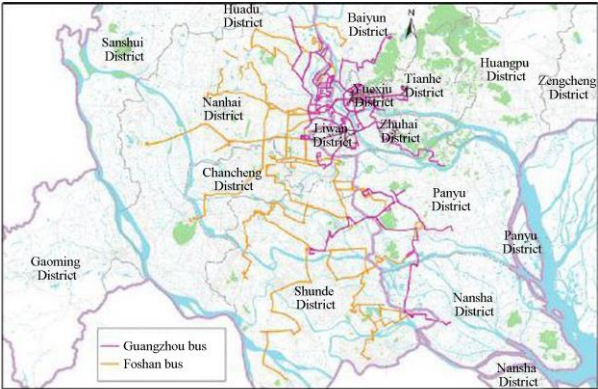 Huadu
District
Baiyun
District
N
Sanshui
District
Tianhe
District
Huangpu
District
Zengcheng
District
Nanhai
District
Yuexiu
District
Liwan
District
Zhuhai
District
Chancheng
District
Panyu
District
Panyu
District
Gaoming
District
Shunde
District
Nansha
District
Guangzhou bus
Foshan bus
Nansha
District